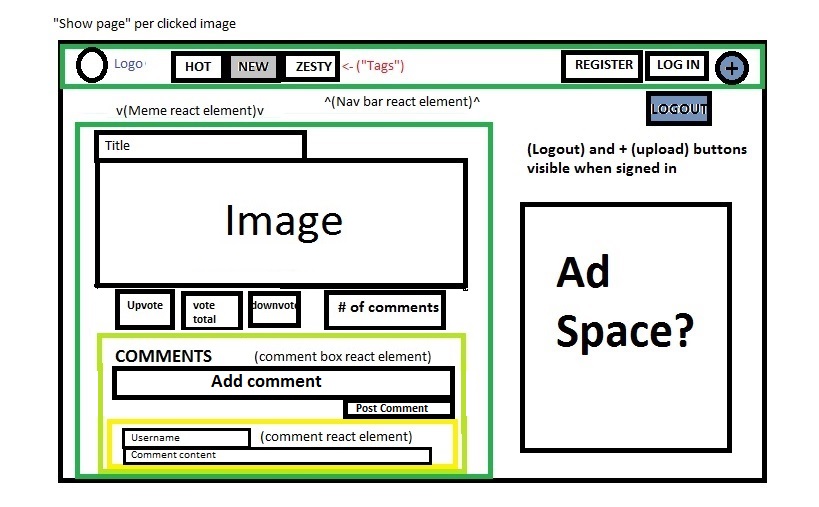 "Show page" per clicked image
Logo
HOT NEW ZESTY <- ("Tags")
REGISTER LOG IN +
v(Meme react element)v
^(Nav bar react element)^
LOGOUT
(Logout) and + (upload) buttons
visible when signed in
Title
Image
Upvote
vote
total
downvote
# of comments
COMMENTS (comment box react element)
Add comment
Post Comment
Username (comment react element)
Comment content
Ad
Space?